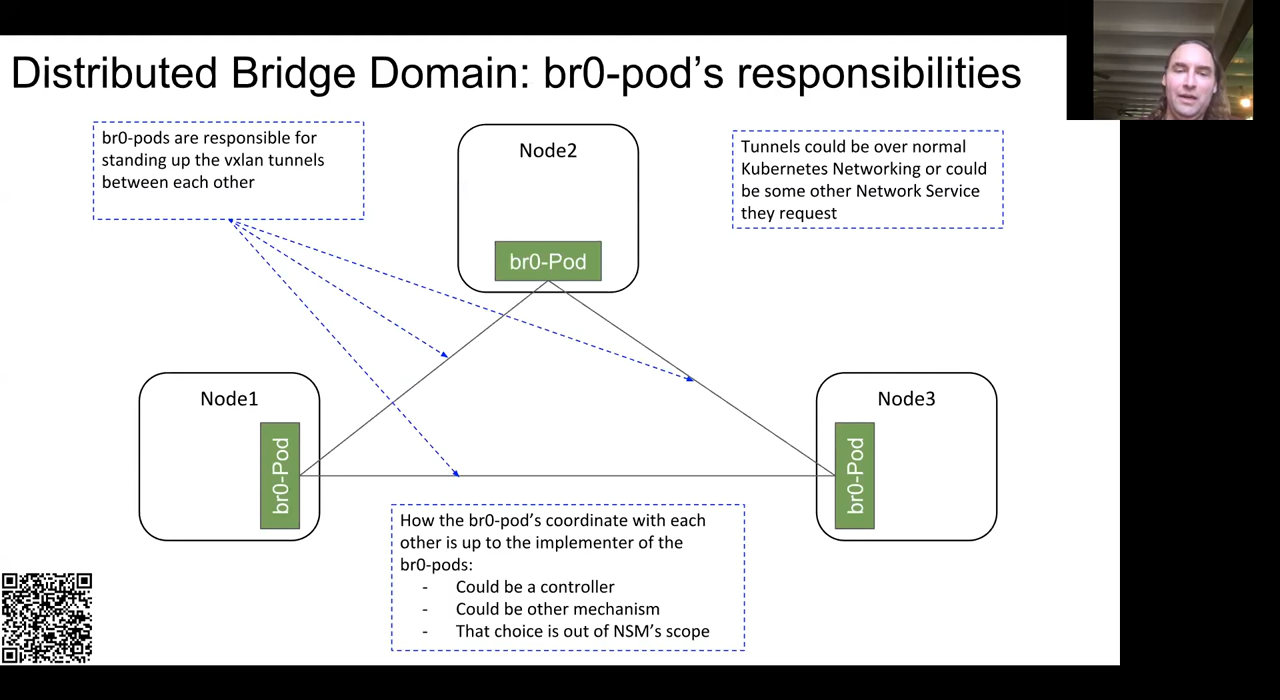 Distributed Bridge Domain: br0-pod's responsibilities
br0-pods are responsible for
standing up the vxlan tunnels
between each other
Node2
br0-Pod
Tunnels could be over normal
Kubernetes Networking or could
be some other Network Service
they request
Node1
br0-Pod
Node3
br0-Pod
How the br0-pod's coordinate with each
other is up to the implementer of the
br0-pods:
- Could be a controller
- Could be other mechanism
- That choice is out of NSM's scope